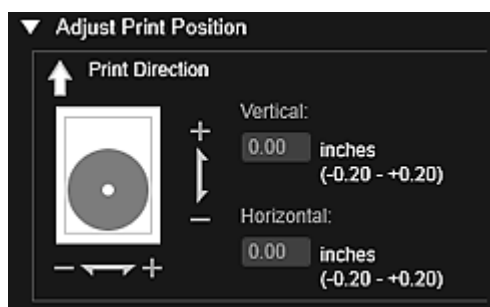 Adjust Print Position
Print Direction
Vertical:
0.00 inches
(-0.20 - +0.20)
Horizontal:
0.00 inches
(-0.20 - +0.20)
+
−
− +